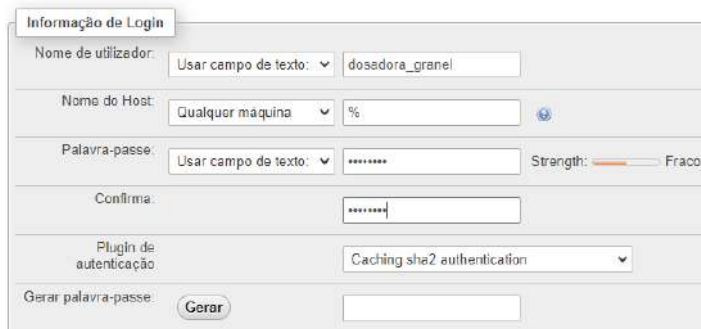 Informação de Login
Nome de utilizador: Usar campo de texto: dosadora_granel
Nome do Host: Qualquer máquina %
Palavra-passe: Usar campo de texto: •••••••• Strength: Fraco
Confirma: ••••••••
Plugin de
autenticação Caching sha2 authentication
Gerar palavra-passe: Gerar